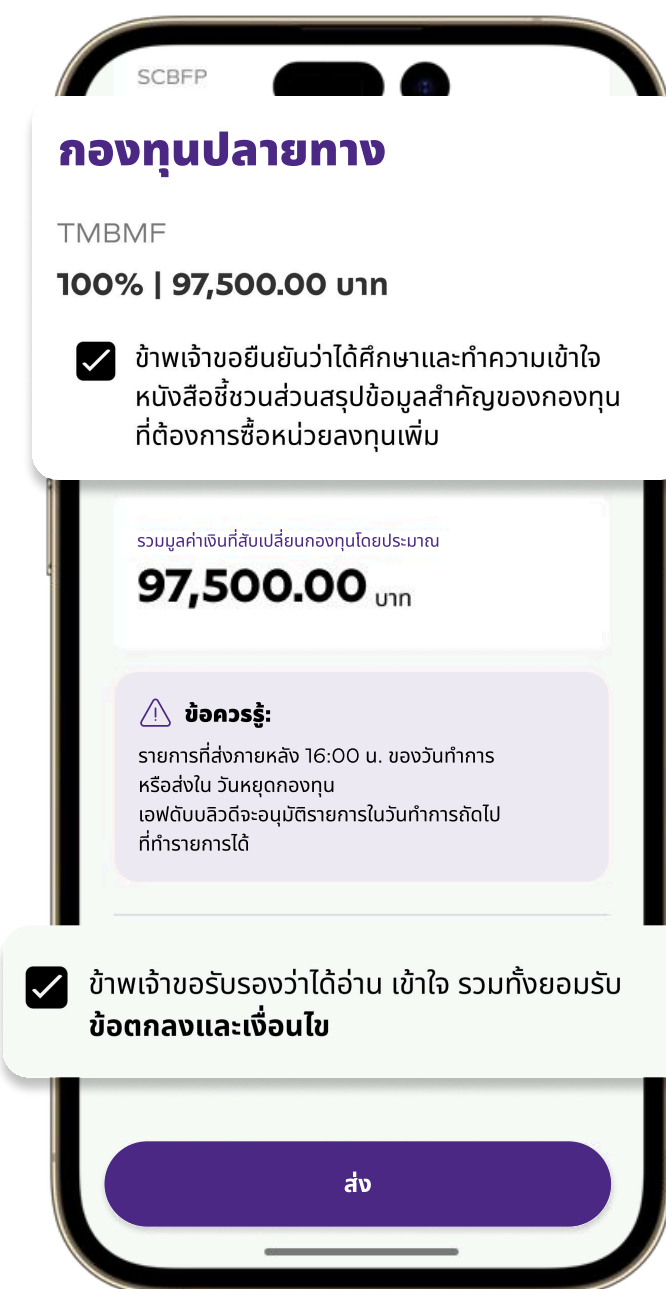 SCBFP
กองทุนปลายทาง
TMBMF
100% | 97,500.00 บาท
ข้าพเจ้าขอยืนยันว่าได้ศึกษาและทำความเข้าใจ
หนังสือชี้ชวนส่วนสรุปข้อมูลสำคัญของกองทุน
ที่ต้องการซื้อหน่วยลงทุนเพิ่ม
รวมมูลค่าเงินที่สับเปลี่ยนกองทุนโดยประมาณ
97,500.00 บาท
ข้อควรรู้:
รายการที่ส่งภายหลัง 16:00 น. ของวันทำการ
หรือส่งใน วันหยุดกองทุน
เอฟดับบลิวดีจะอนุมัติรายการในวันทำการถัดไป
ที่ทำรายการได้
ข้าพเจ้าขอรับรองว่าได้อ่าน เข้าใจ รวมทั้งยอมรับ
ข้อตกลงและเงื่อนไข
ส่ง